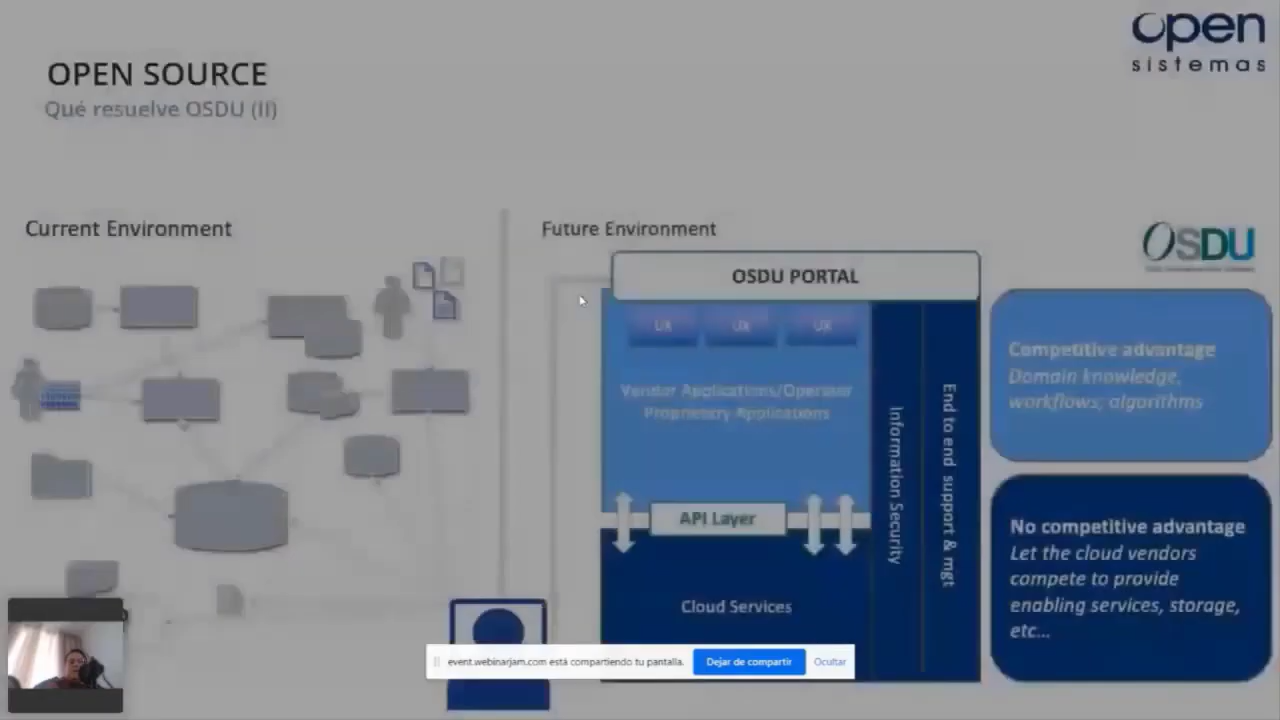 open
sistemas
OPEN SOURCE
Qué resuelve OSDU (II)
Current Environment
Future Environment
OSDU
OSDU PORTAL
UX UX UX
Vendor Applications/Operator
Proprietary Applications
API Layer
Cloud Services
Information Security
End to end support & mgt
Competitive advantage
Domain knowledge,
workflows, algorithms
No competitive advantage
Let the cloud vendors
compete to provide
enabling services, storage,
etc...
event.webinarjam.com está compartiendo tu pantalla.
Dejar de compartir
Ocultar